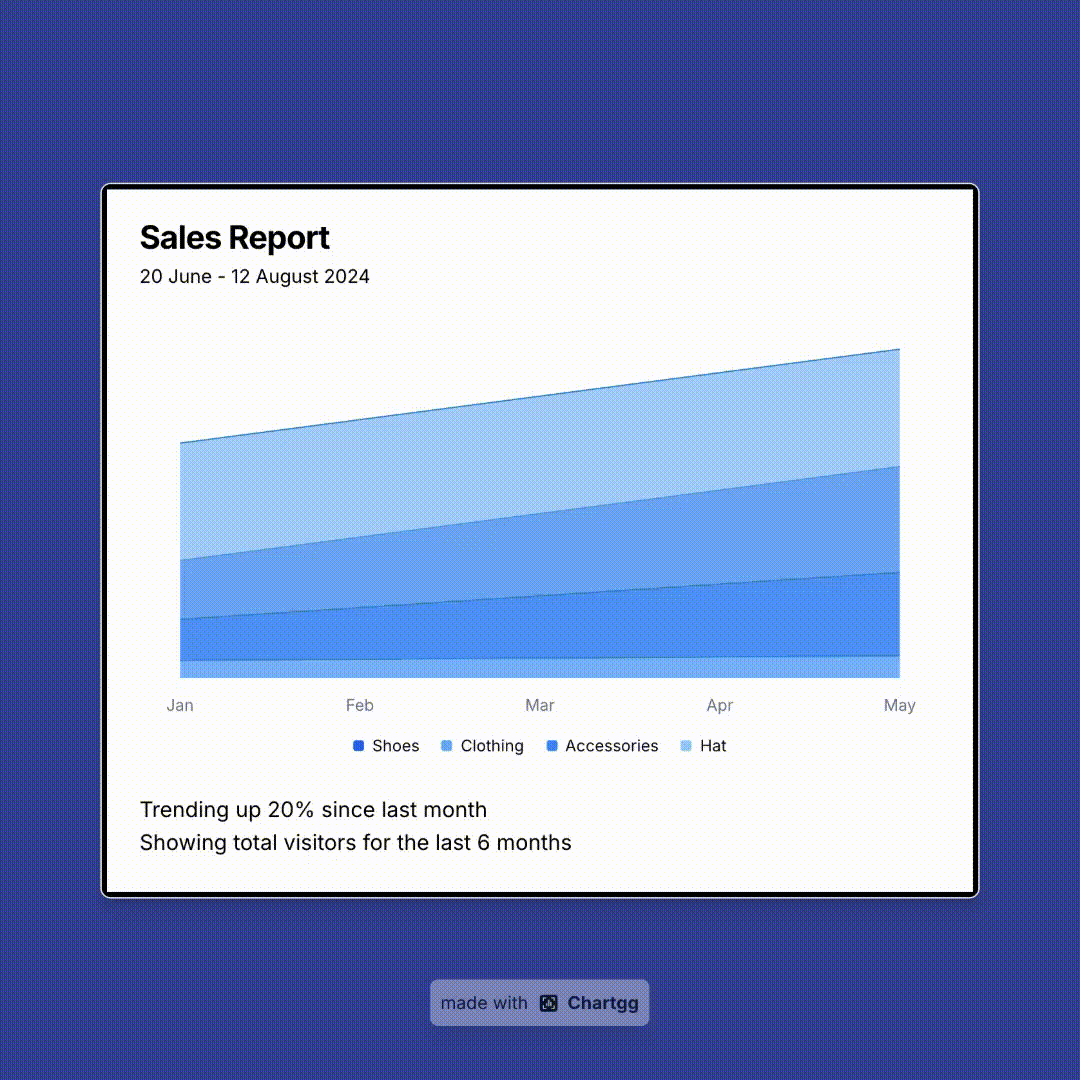 Sales Report
20 June - 12 August 2024
Jan Feb Mar Apr May
Shoes Clothing Accessories Hat
Trending up 20% since last month
Showing total visitors for the last 6 months
made with Chartgg